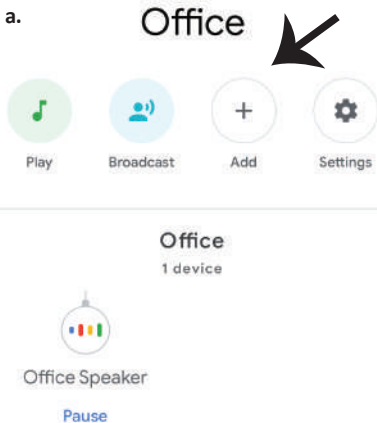 a.
Office
Play Broadcast Add Settings
Office
1 device
Office Speaker
Pause